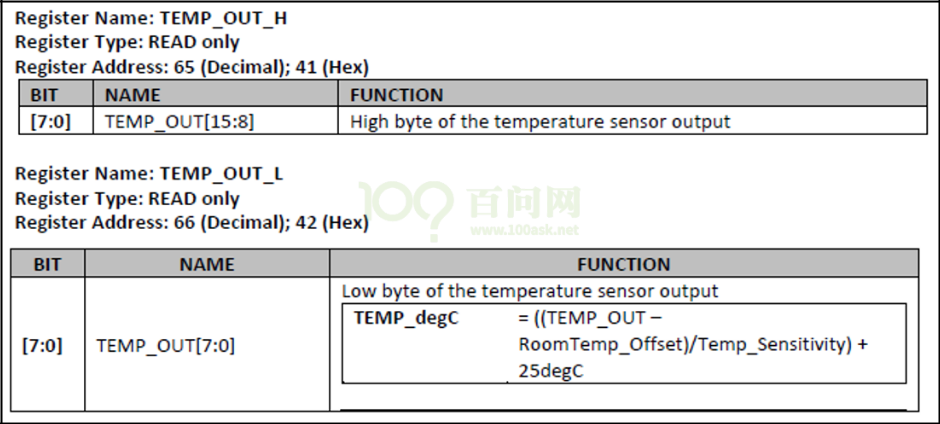 Register Name: TEMP_OUT_H
Register Type: READ only
Register Address: 65 (Decimal); 41 (Hex)
BIT NAME FUNCTION
[7:0] TEMP_OUT[15:8] High byte of the temperature sensor output
Register Name: TEMP_OUT_L
Register Type: READ only
Register Address: 66 (Decimal); 42 (Hex)
100? 百问网
www.100ask.net
BIT NAME FUNCTION
Low byte of the temperature sensor output
TEMP_degC = ((TEMP_OUT –
[7:0] TEMP_OUT[7:0] RoomTemp_Offset)/Temp_Sensitivity) +
25degC